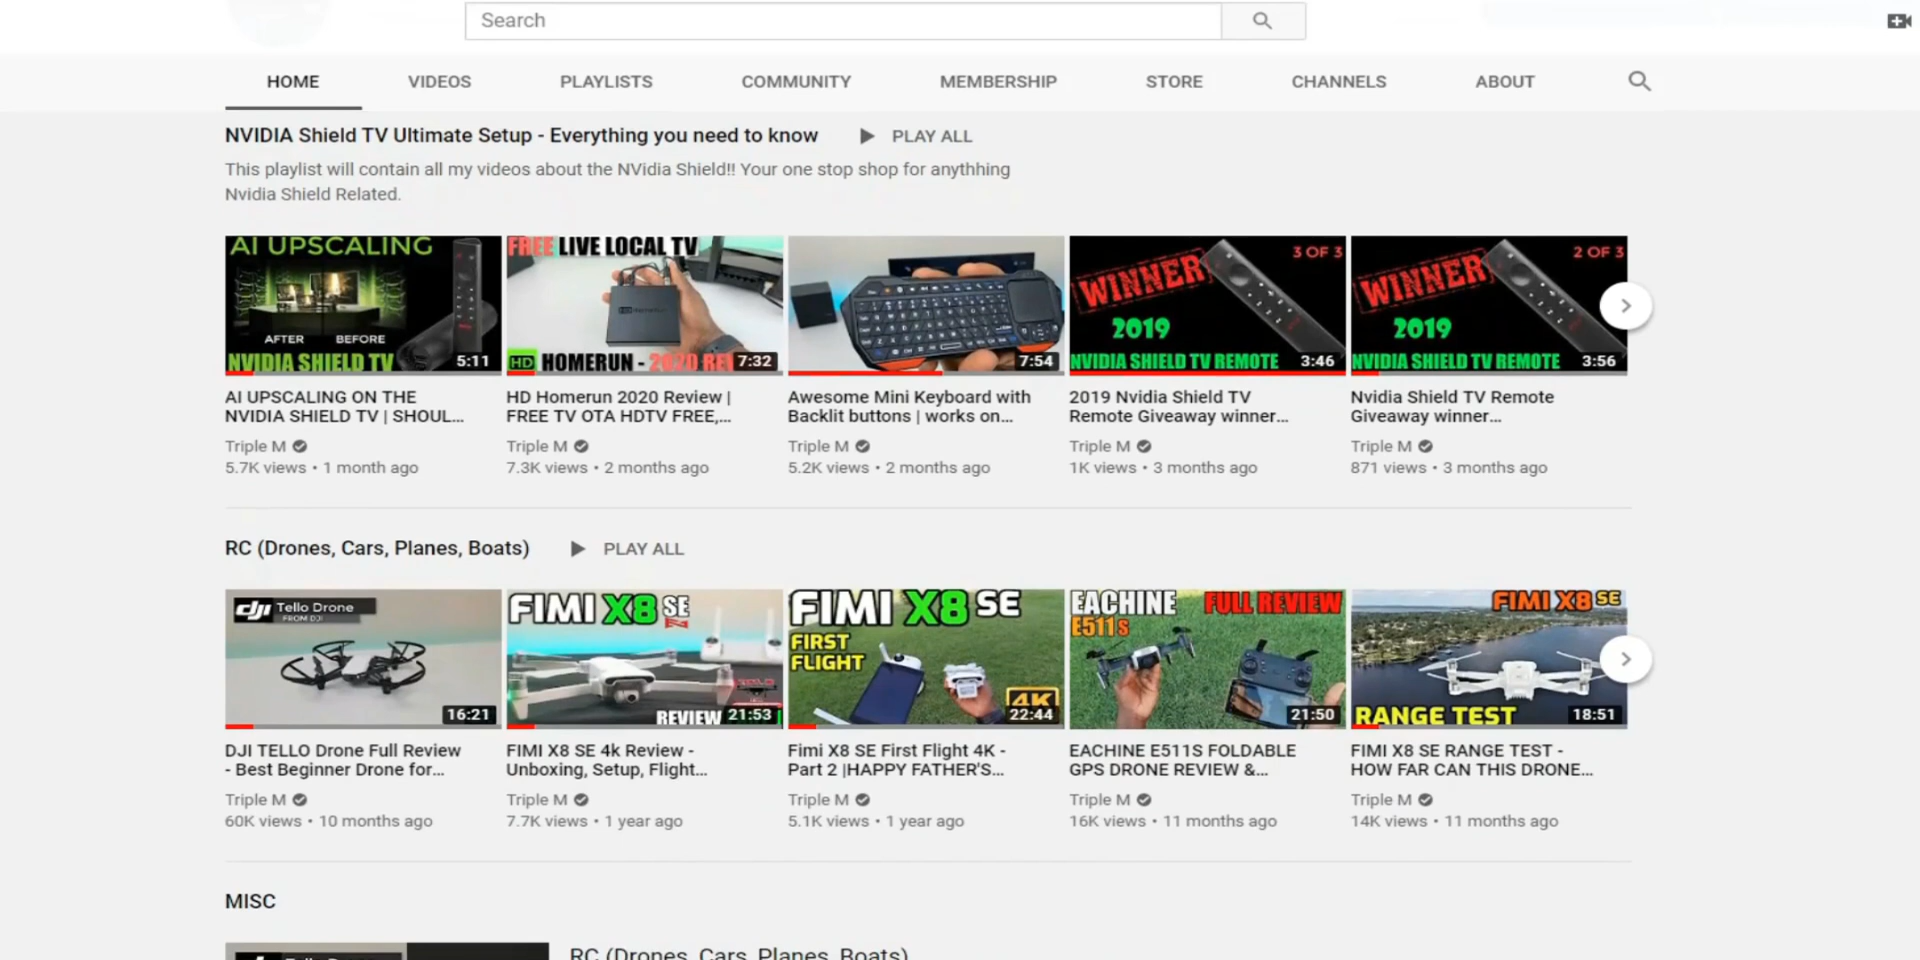 Search
HOME VIDEOS PLAYLISTS COMMUNITY MEMBERSHIP STORE CHANNELS ABOUT
NVIDIA Shield TV Ultimate Setup - Everything you need to know PLAY ALL
This playlist will contain all my videos about the NVidia Shield!! Your one stop shop for anythhing
Nvidia Shield Related.
AI UPSCALING
AFTER BEFORE
NVIDIA SHIELD TV 5:11
FREE LIVE LOCAL TV
HD HOMERUN - 2020 RE 7:32
7:54
3 OF 3
WINNER
2019
NVIDIA SHIELD TV REMOTE 3:46
2 OF 3
WINNER
2019
NVIDIA SHIELD TV REMOTE 3:56
AI UPSCALING ON THE
NVIDIA SHIELD TV | SHOUL...
Triple M
5.7K views • 1 month ago
HD Homerun 2020 Review |
FREE TV OTA HDTV FREE,...
Triple M
7.3K views • 2 months ago
Awesome Mini Keyboard with
Backlit buttons | works on...
Triple M
5.2K views • 2 months ago
2019 Nvidia Shield TV
Remote Giveaway winner...
Triple M
1K views • 3 months ago
Nvidia Shield TV Remote
Giveaway winner...
Triple M
871 views • 3 months ago
RC (Drones, Cars, Planes, Boats) PLAY ALL
dji Tello Drone
FROM DJI
16:21
FIMI X8 SE
REVIEW 21:53
FIMI X8 SE
FIRST
FLIGHT
4K
22:44
EACHINE FULL REVIEW
E511S
21:50
FIMI X8 SE
RANGE TEST 18:51
DJI TELLO Drone Full Review
- Best Beginner Drone for...
Triple M
60K views • 10 months ago
FIMI X8 SE 4k Review -
Unboxing, Setup, Flight...
Triple M
7.7K views • 1 year ago
Fimi X8 SE First Flight 4K -
Part 2 |HAPPY FATHER'S...
Triple M
5.1K views • 1 year ago
EACHINE E511S FOLDABLE
GPS DRONE REVIEW &...
Triple M
16K views • 11 months ago
FIMI X8 SE RANGE TEST -
HOW FAR CAN THIS DRONE...
Triple M
14K views • 11 months ago
MISC
RC (Drones, Cars, Planes, Boats)